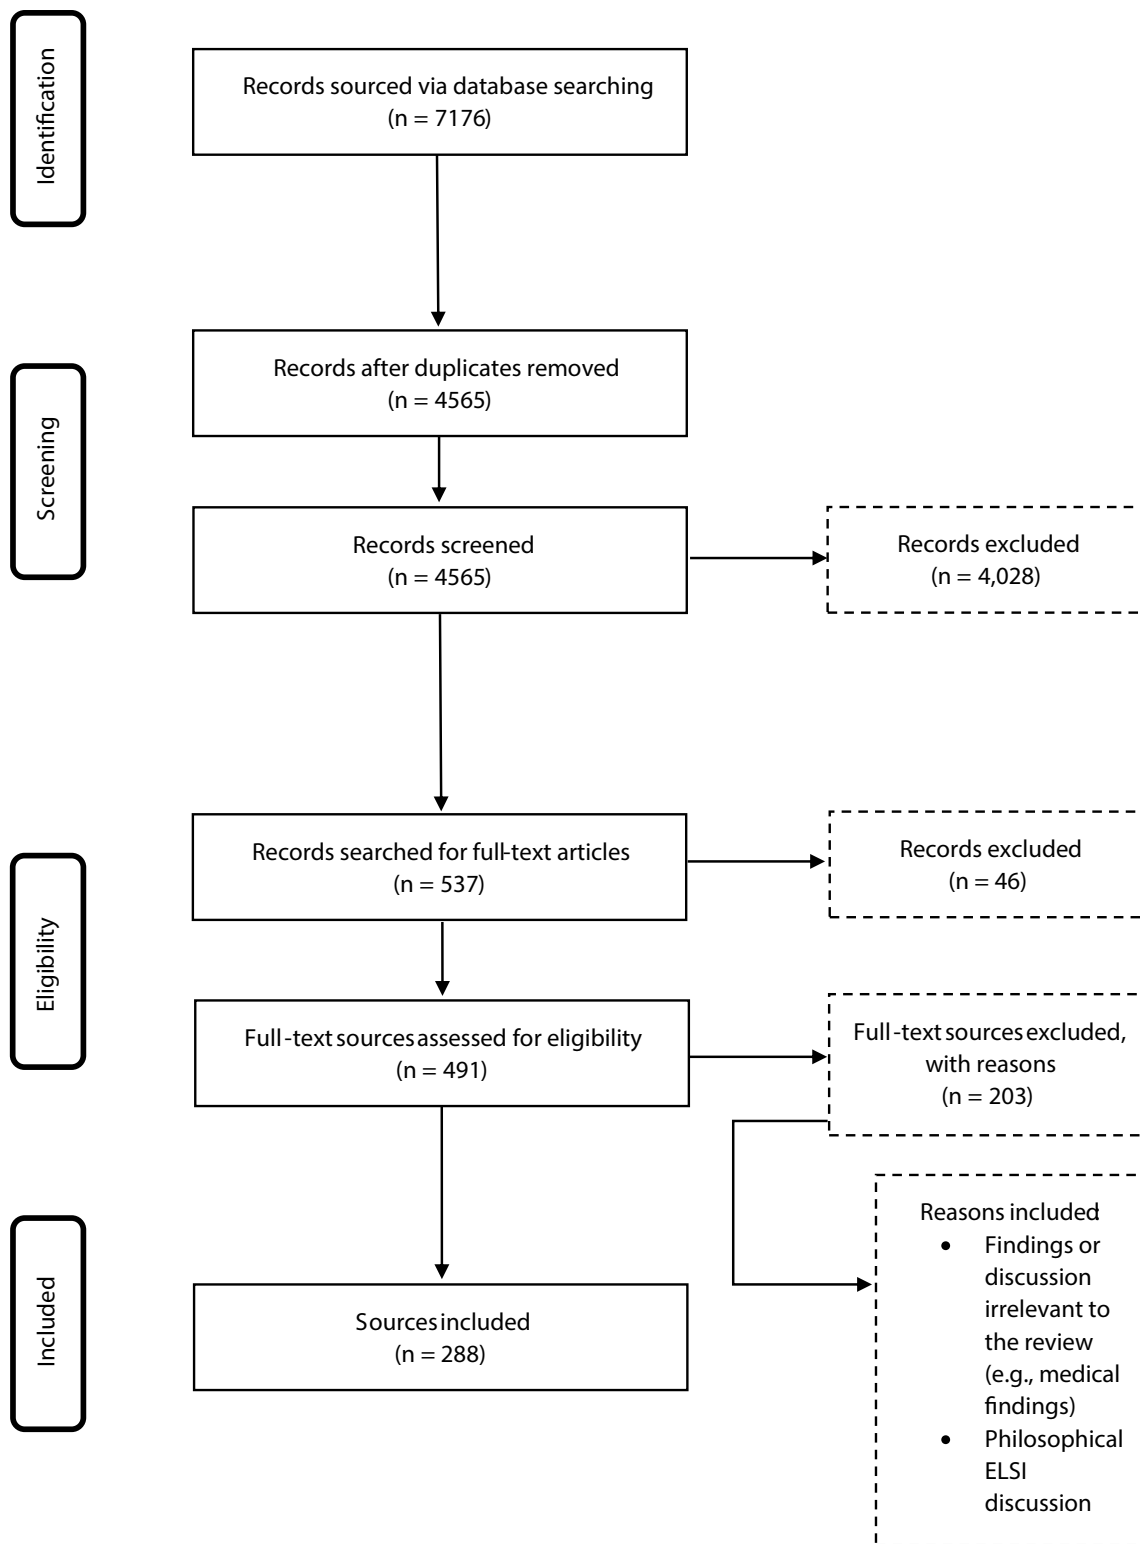 Identification
Records sourced via database searching
(n = 7176)
Screening
Records after duplicates removed
(n = 4565)
Records screened
(n = 4565)
Records excluded
(n = 4,028)
Eligibility
Records searched for full-text articles
(n = 537)
Records excluded
(n = 46)
Full-text sources assessed for eligibility
(n = 491)
Full-text sources excluded,
with reasons
(n = 203)
Included
Sources included
(n = 288)
Reasons included:
• Findings or
discussion
irrelevant to
the review
(e.g., medical
findings)
• Philosophical
ELSI
discussion